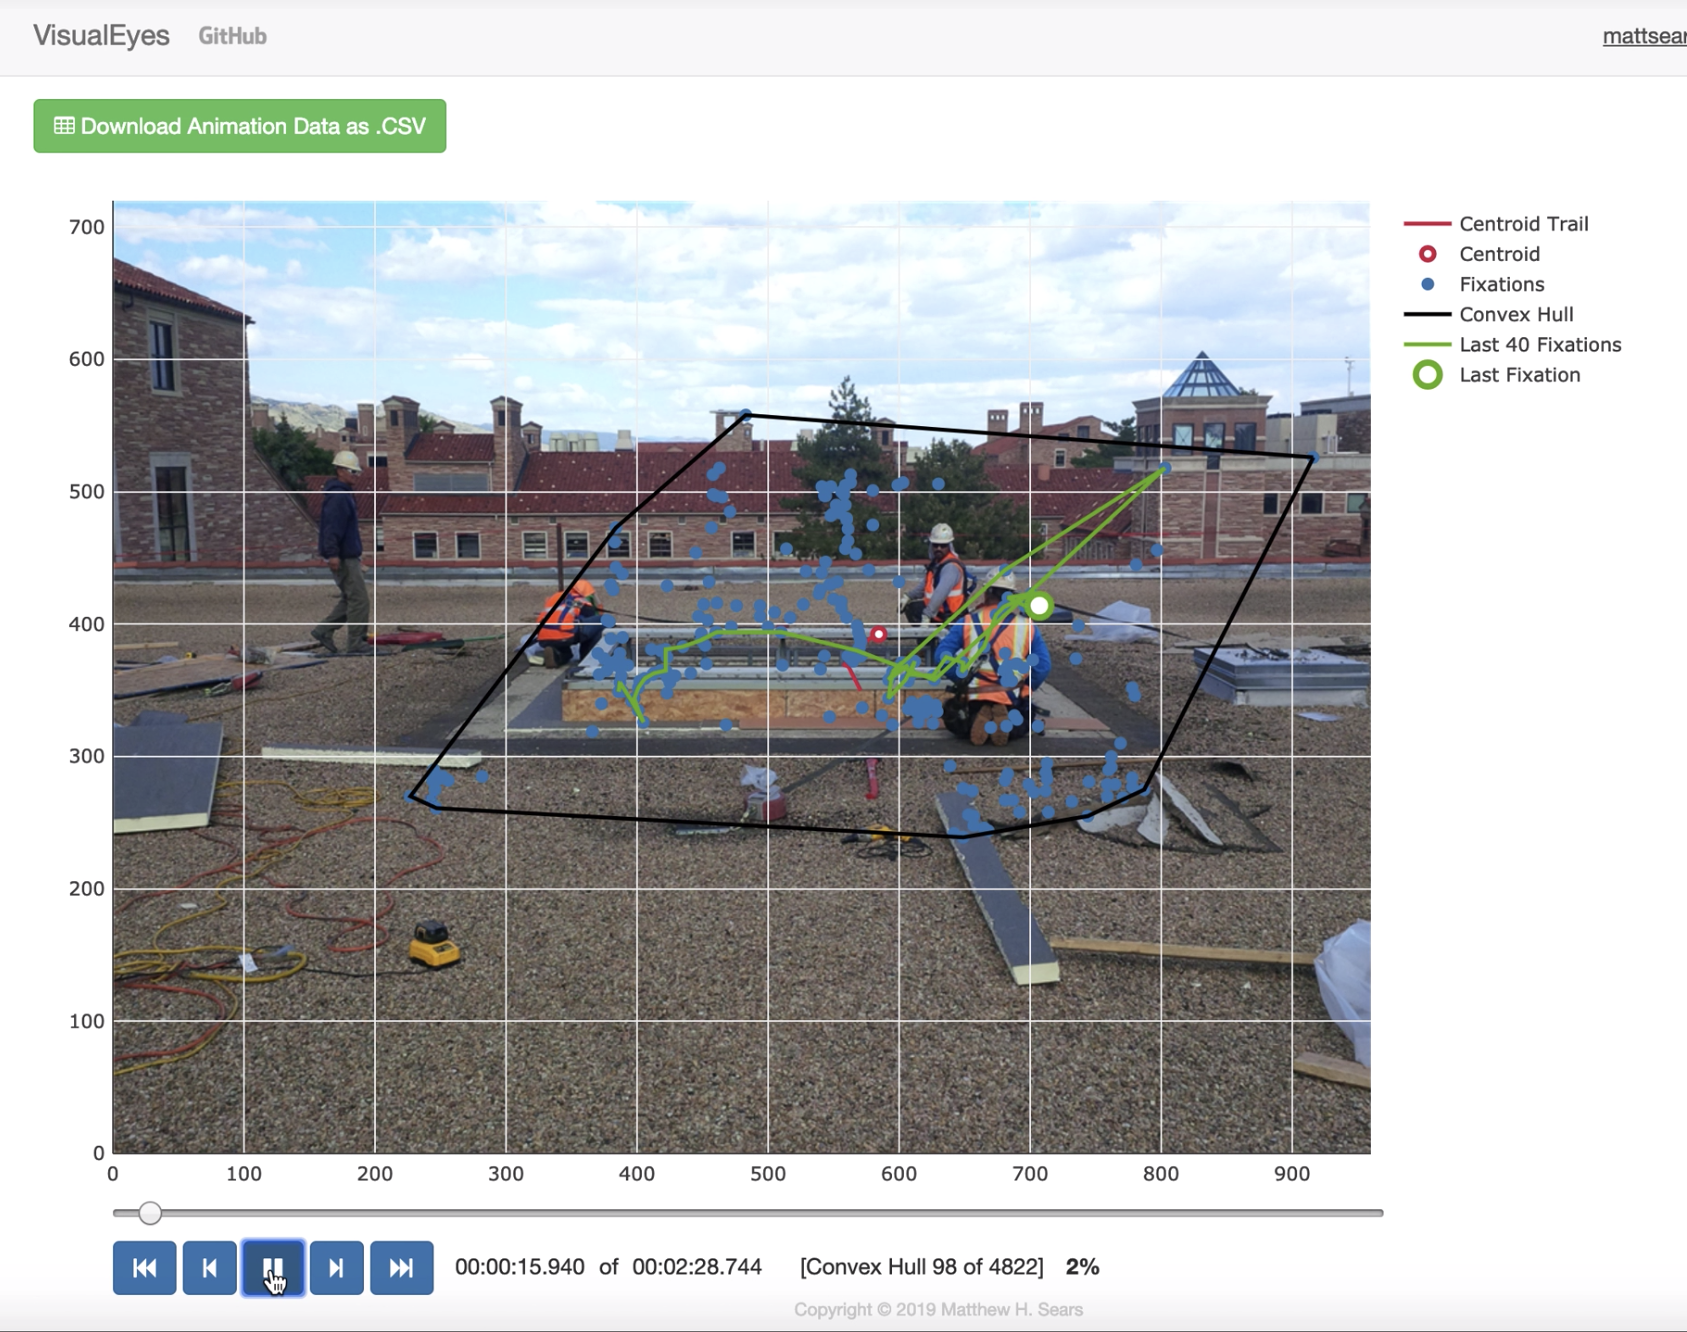 VisualEyes GitHub mattsear
Download Animation Data as .CSV
700
600
500
400
300
200
100
0
0 100 200 300 400 500 600 700 800 900
Centroid Trail
Centroid
Fixations
Convex Hull
Last 40 Fixations
Last Fixation
00:00:15.940 of 00:02:28.744 [Convex Hull 98 of 4822] 2%
Copyright © 2019 Matthew H. Sears